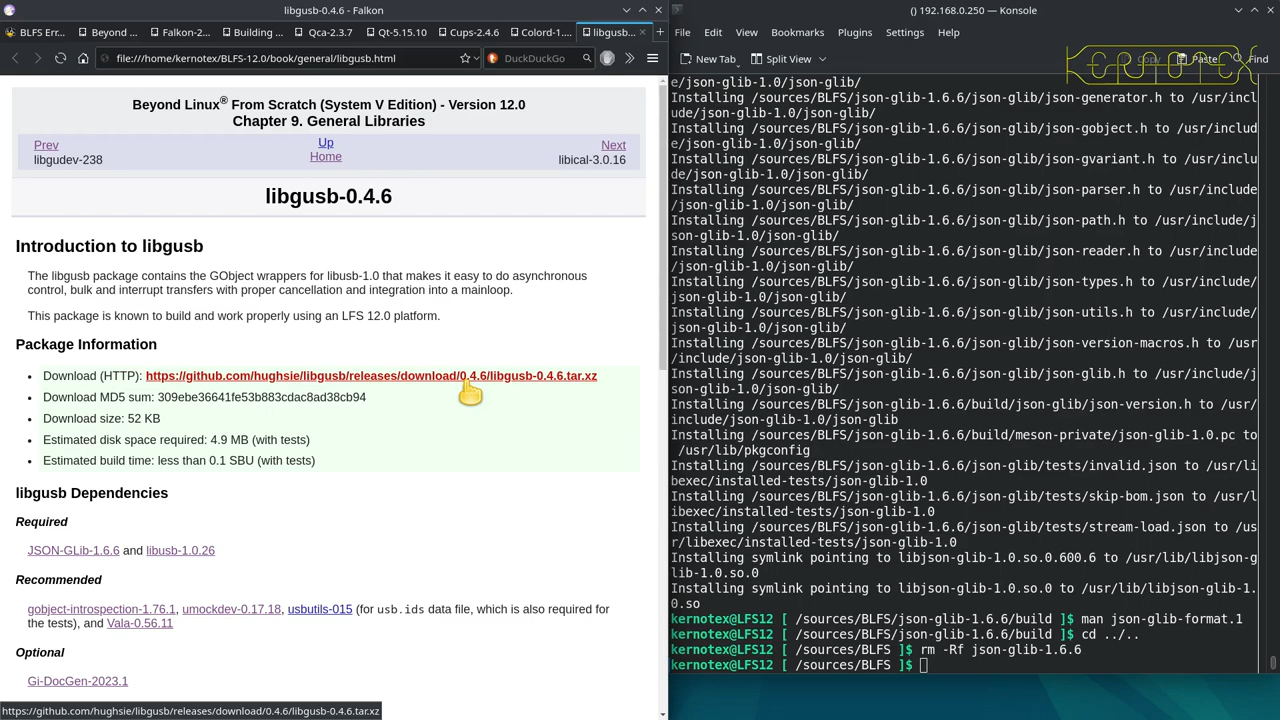 libgusb-0.4.6 - Falkon
BLFS Err...
Beyond ...
Falkon-2...
Building ...
Qca-2.3.7
Qt-5.15.10
Cups-2.4.6
Colord-1....
libgusb...
file:///home/kernotex/BLFS-12.0/book/general/libgusb.html
DuckDuckGo
Beyond Linux® From Scratch (System V Edition) - Version 12.0
Chapter 9. General Libraries
Prev
Up
Next
libgudev-238
Home
libical-3.0.16
libgusb-0.4.6
Introduction to libgusb
The libgusb package contains the GObject wrappers for libusb-1.0 that makes it easy to do asynchronous
control, bulk and interrupt transfers with proper cancellation and integration into a mainloop.
This package is known to build and work properly using an LFS 12.0 platform.
Package Information
Download (HTTP): https://github.com/hughsie/libgusb/releases/download/0.4.6/libgusb-0.4.6.tar.xz
Download MD5 sum: 309ebe36641fe53b883cdac8ad38cb94
Download size: 52 KB
Estimated disk space required: 4.9 MB (with tests)
Estimated build time: less than 0.1 SBU (with tests)
libgusb Dependencies
Required
JSON-GLib-1.6.6 and libusb-1.0.26
Recommended
gobject-introspection-1.76.1, umockdev-0.17.18, usbutils-015 (for usb.ids data file, which is also required for
the tests), and Vala-0.56.11
Optional
Gi-DocGen-2023.1
https://github.com/hughsie/libgusb/releases/download/0.4.6/libgusb-0.4.6.tar.xz
() 192.168.0.250 — Konsole
File
Edit
View
Bookmarks
Plugins
Settings
Help
New Tab
Split View
Copy
Paste
Find
KERNOTEX
e/json-glib-1.0/json-glib/
Installing /sources/BLFS/json-glib-1.6.6/json-glib/json-generator.h to /usr/incl
ude/json-glib-1.0/json-glib/
Installing /sources/BLFS/json-glib-1.6.6/json-glib/json-gobject.h to /usr/includ
e/json-glib-1.0/json-glib/
Installing /sources/BLFS/json-glib-1.6.6/json-glib/json-gvariant.h to /usr/inclu
de/json-glib-1.0/json-glib/
Installing /sources/BLFS/json-glib-1.6.6/json-glib/json-parser.h to /usr/include
/json-glib-1.0/json-glib/
Installing /sources/BLFS/json-glib-1.6.6/json-glib/json-path.h to /usr/include/j
son-glib-1.0/json-glib/
Installing /sources/BLFS/json-glib-1.6.6/json-glib/json-reader.h to /usr/include
/json-glib-1.0/json-glib/
Installing /sources/BLFS/json-glib-1.6.6/json-glib/json-types.h to /usr/include/
json-glib-1.0/json-glib/
Installing /sources/BLFS/json-glib-1.6.6/json-glib/json-utils.h to /usr/include/
json-glib-1.0/json-glib/
Installing /sources/BLFS/json-glib-1.6.6/json-glib/json-version-macros.h to /usr
/include/json-glib-1.0/json-glib/
Installing /sources/BLFS/json-glib-1.6.6/json-glib/json-glib.h to /usr/include/j
son-glib-1.0/json-glib/
Installing /sources/BLFS/json-glib-1.6.6/build/json-glib/json-version.h to /usr/
include/json-glib-1.0/json-glib
Installing /sources/BLFS/json-glib-1.6.6/build/meson-private/json-glib-1.0.pc to
 /usr/lib/pkgconfig
Installing /sources/BLFS/json-glib-1.6.6/json-glib/tests/invalid.json to /usr/li
bexec/installed-tests/json-glib-1.0
Installing /sources/BLFS/json-glib-1.6.6/json-glib/tests/skip-bom.json to /usr/l
ibexec/installed-tests/json-glib-1.0
Installing /sources/BLFS/json-glib-1.6.6/json-glib/tests/stream-load.json to /us
r/libexec/installed-tests/json-glib-1.0
Installing symlink pointing to libjson-glib-1.0.so.0.600.6 to /usr/lib/libjson-g
lib-1.0.so.0
Installing symlink pointing to libjson-glib-1.0.so.0 to /usr/lib/libjson-glib-1.
0.so
kernotex@LFS12 [ /sources/BLFS/json-glib-1.6.6/build ]$ man json-glib-format.1
kernotex@LFS12 [ /sources/BLFS/json-glib-1.6.6/build ]$ cd ../..
kernotex@LFS12 [ /sources/BLFS ]$ rm -Rf json-glib-1.6.6
kernotex@LFS12 [ /sources/BLFS ]$